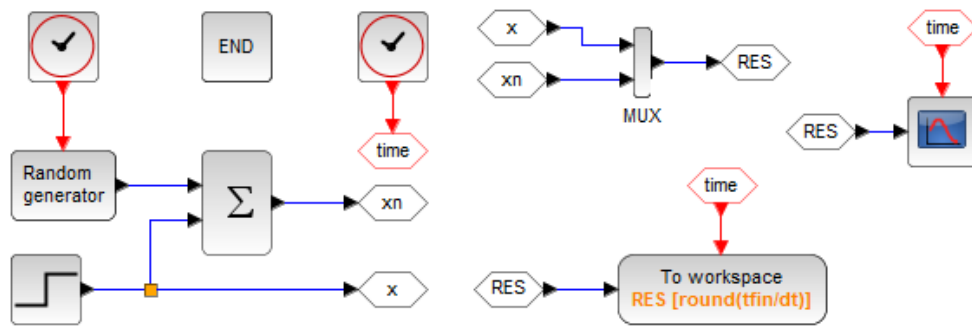 END
time
Random
generator
Σ
xn
x
x
xn
MUX
RES
time
RES
time
RES
To workspace
RES [round(tfin/dt)]